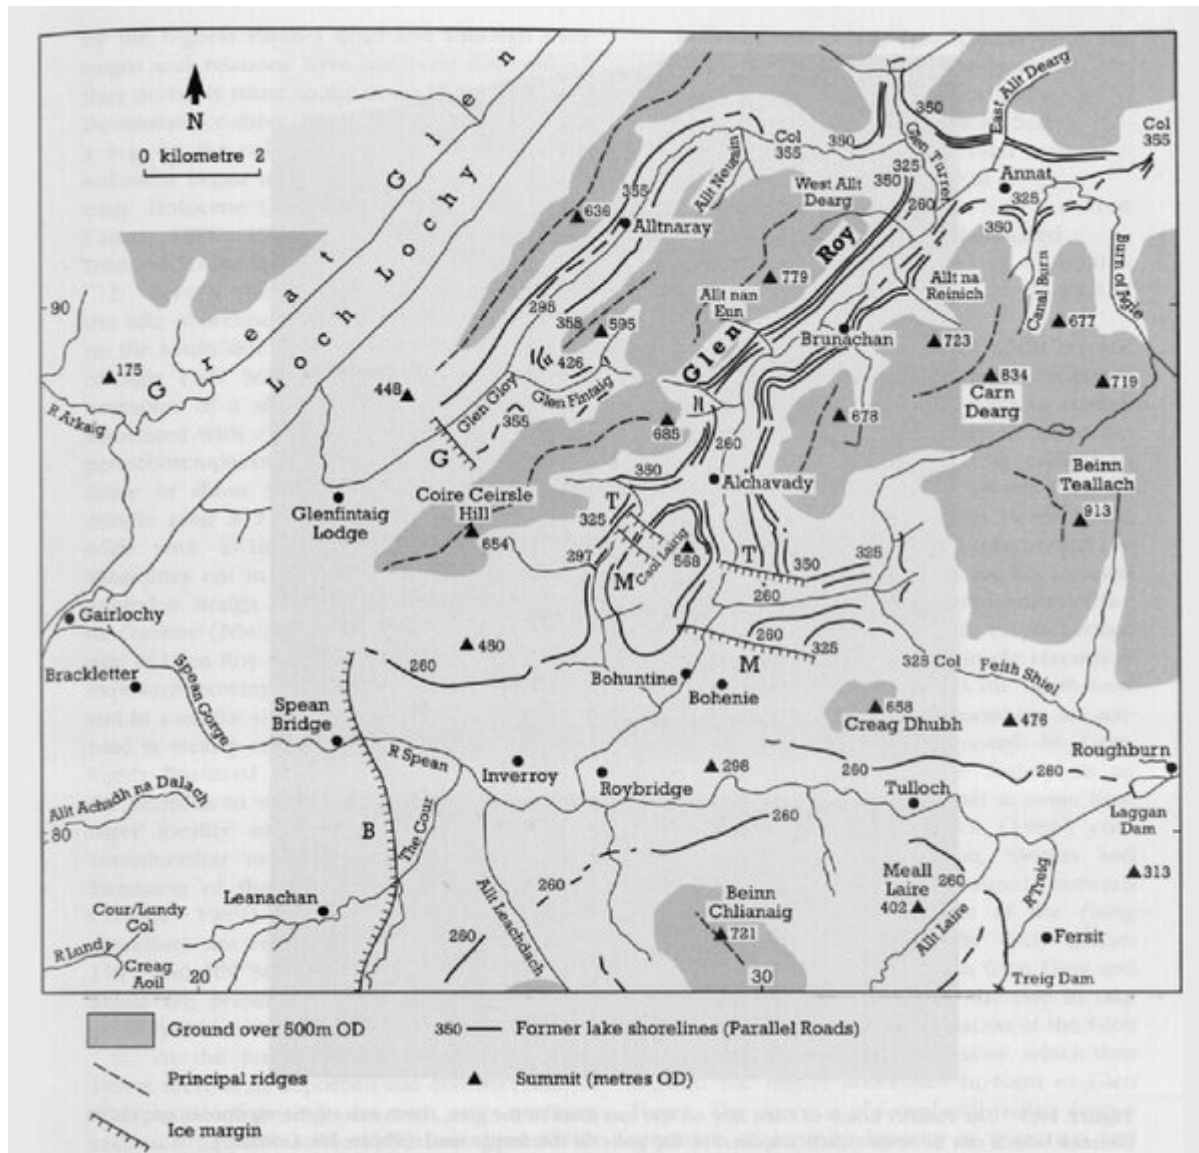 N
0 kilometre 2
Great Glen
Loch Lochy
350
East Allt Dearg
Col
355
Col
355
350
Glen Turret
325
350
Annat
355
Allt Neurain
West Allt
Dearg
260
325
350
636
Alltnaray
Glen Roy
779
Allt na
Reinich
Canal Burn
Burn of Agie
90
295
358
595
Allt nan
Eun
Brunachan
723
677
175
426
834
719
448
Glen Gloy
Glen Fintaig
Carn
Dearg
R Arkaig
355
685
678
G
260
350
Beinn
Teallach
Coire Ceirsle
Hill
Alchavady
T
913
Glenfintaig
Lodge
654
325
297
Caol Lairig
568
M
T
350
325
260
Gairlochy
480
260
M
325
260
325 Col
Feith Shiel
Brackletter
Spean Gorge
Bohuntine
Bohenie
658
Creag Dhubh
476
Spean
Bridge
R Spean
Inverroy
298
Roybridge
260
260
Roughburn
Tulloch
Laggan
Dam
Allt Achadh na Dalach
80
B
The Cour
260
R Treig
313
Leanachan
Allt Leachdach
260
Beinn
Chlianaig
721
Meall
Laire
402
260
Allt Laire
Fersit
Cour/Lundy
Col
R Lundy
Creag
Aoil
20
260
30
Treig Dam
Ground over 500m OD
350 Former lake shorelines (Parallel Roads)
Principal ridges
Summit (metres OD)
Ice margin